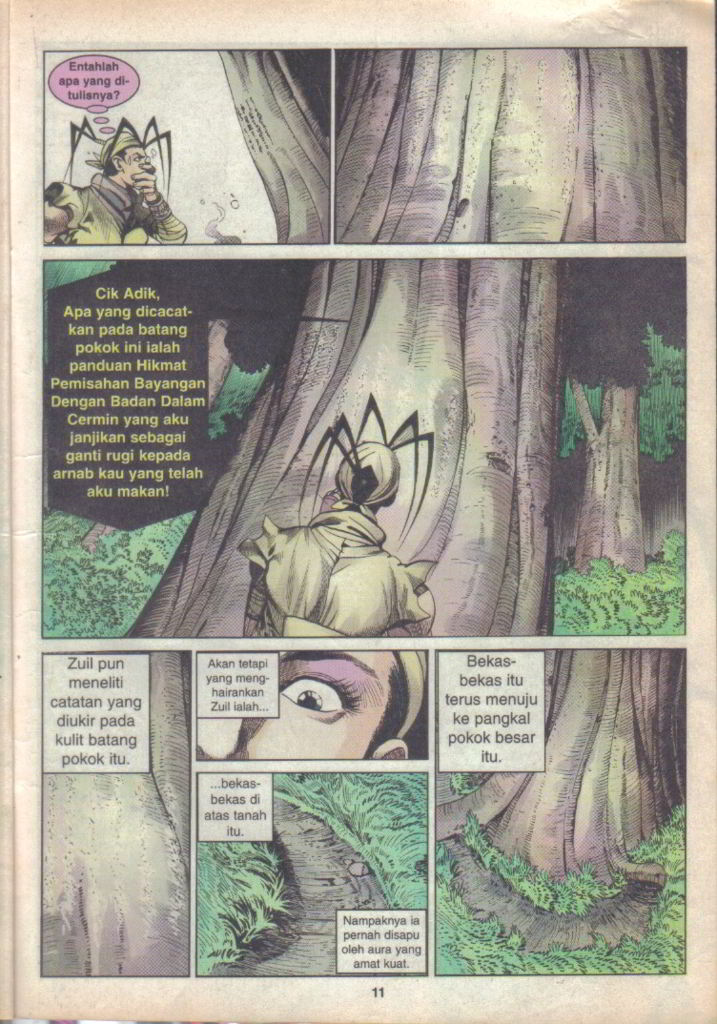 Entahlah
apa yang di-
tulisnya?
Cik Adik,
Apa yang dicacat-
kan pada batang
pokok ini ialah
panduan Hikmat
Pemisahan Bayangan
Dengan Badan Dalam
Cermin yang aku
janjikan sebagai
ganti rugi kepada
arnab kau yang telah
aku makan!
Zuil pun
meneliti
catatan yang
diukir pada
kulit batang
pokok itu.
Akan tetapi
yang meng-
hairankan
Zuil ialah...
...bekas-
bekas di
atas tanah
itu.
Nampaknya ia
pernah disapu
oleh aura yang
amat kuat.
Bekas-
bekas itu
terus menuju
ke pangkal
pokok besar
itu.
11